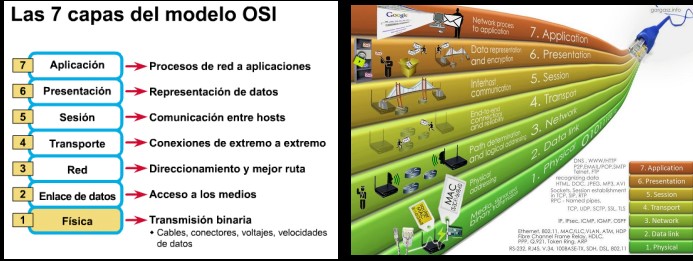 Las 7 capas del modelo OSI
7 Aplicación Procesos de red a aplicaciones
6 Presentación Representación de datos
5 Sesión Comunicación entre hosts
4 Transporte Conexiones de extremo a extremo
3 Red Direccionamiento y mejor ruta
2 Enlace de datos Acceso a los medios
1 Física Transmisión binaria
• Cables, conectores, voltajes, velocidades
de datos
Google
Network process
to application
7. Application
Data representation
and encryption
6. Presentation
Interhost
communication
5. Session
End-to-end
connection
and reliability
4. Transport
Path determination
and logical addressing
3. Network
Physical
addressing
2. Data link
MAC
Media, signal and
binary
1. Physical
DNS, WWW/HTTP
P2P, EMAIL/POP, SMTP
Telnet, FTP
recognizing data
HTML, DOC, JPEG, MP3, AVI
Sockets, Session establishment
in TCP, SIP, RTP
RPC - Named pipes,
TCP, UDP, SCTP, SSL, TLS
IP, IPsec, ICMP, IGMP, OSPF
Ethernet, 802.11, MAC/LLC, VLAN, ATM, HDP
Fibre Channel Frame Relay, HDLC,
PPP, Q.921, Token Ring, ARP
RS-232, RJ45, V.34, 100BASE-TX, SDH, DSL, 802.11
7. Application
6. Presentation
5. Session
4. Transport
3. Network
2. Data link
1. Physical